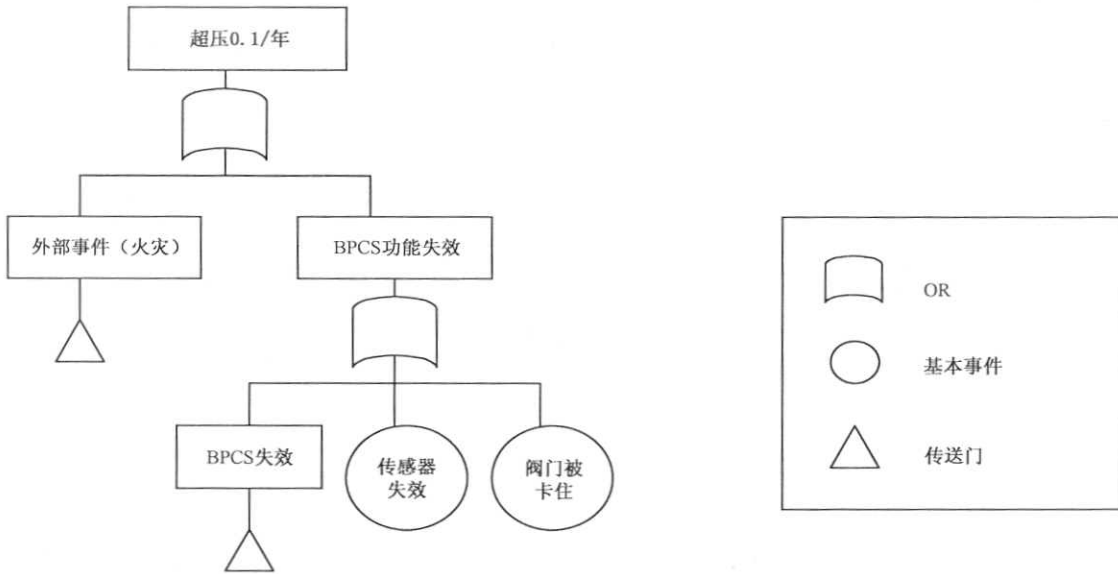 超压0.1/年
外部事件（火灾）
BPCS功能失效
BPCS失效
传感器
失效
阀门被
卡住
OR
基本事件
传送门